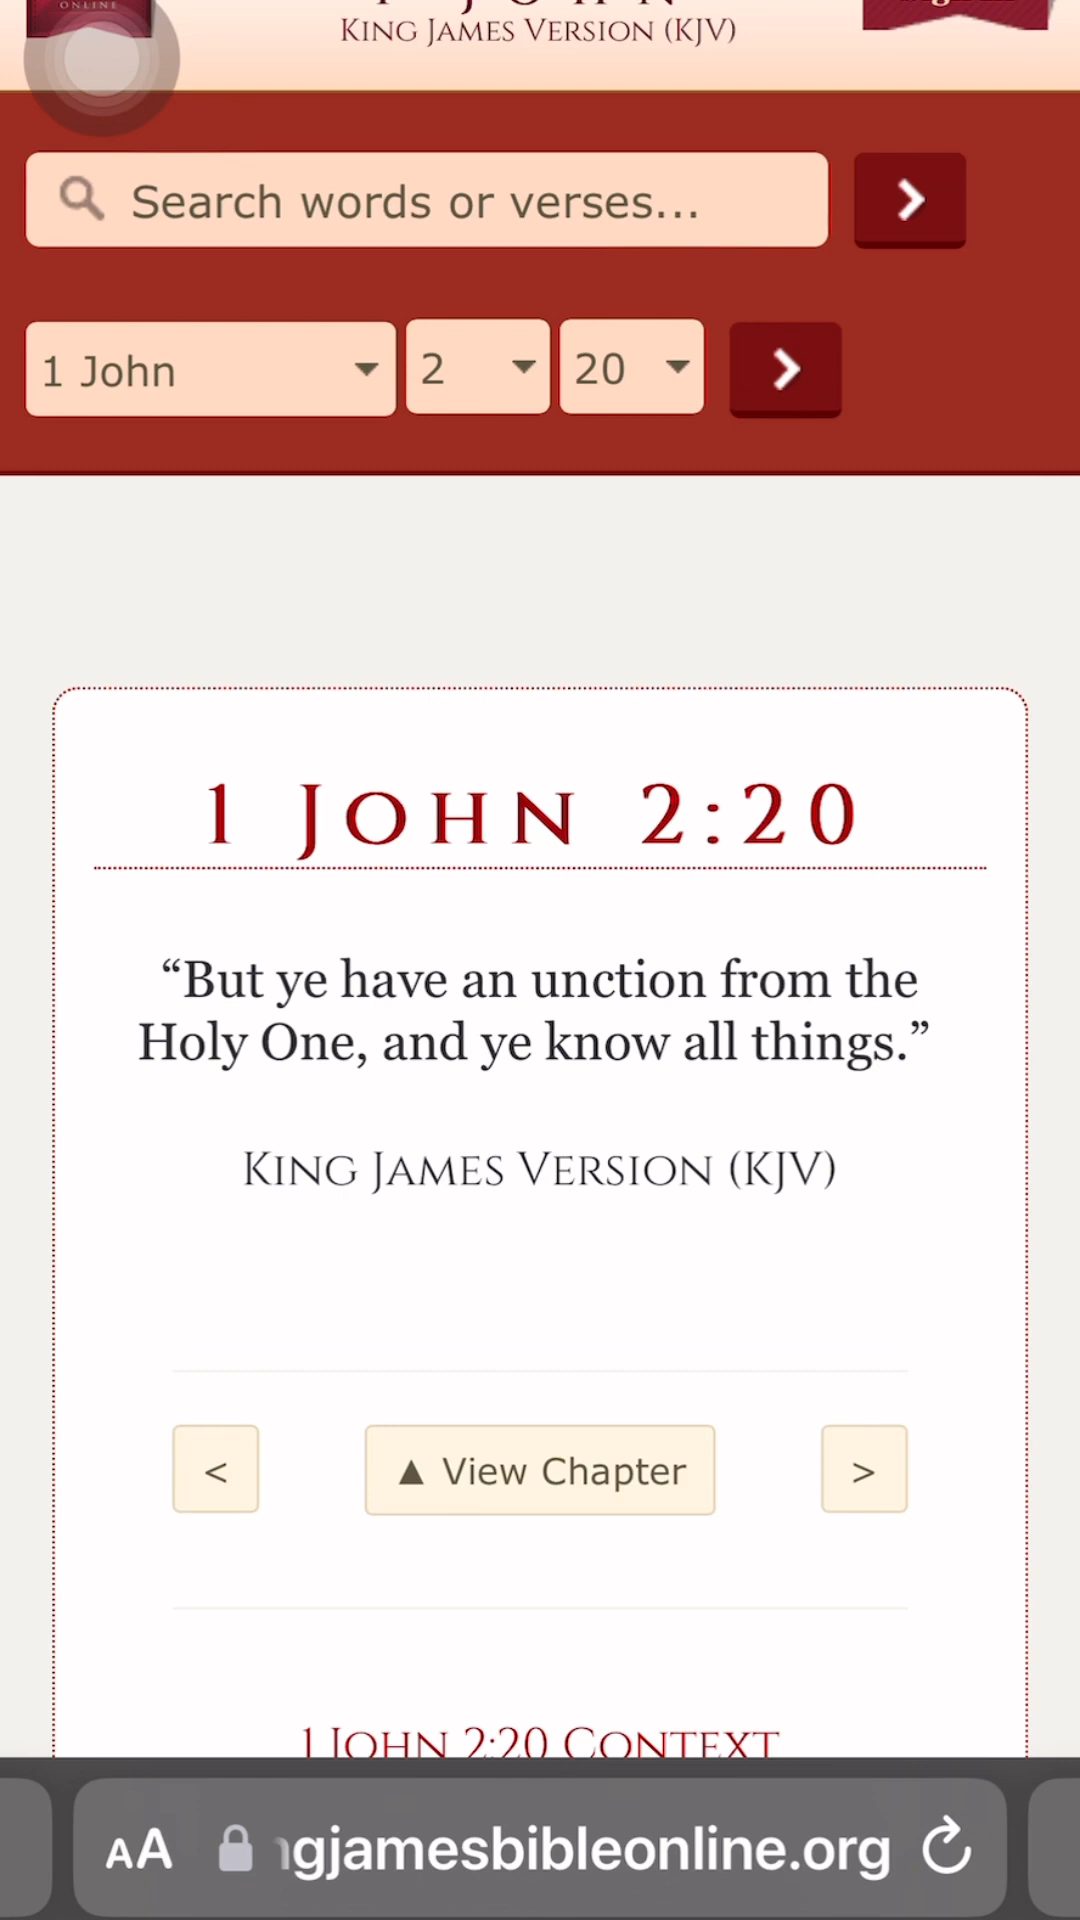 ONLINE
KING JAMES VERSION (KJV)
Search words or verses...
1 John 2 20
1 JOHN 2:20
“But ye have an unction from the
Holy One, and ye know all things.”
KING JAMES VERSION (KJV)
< ▲ View Chapter >
1 JOHN 2:20 CONTEXT
AA ngjamesbibleonline.org